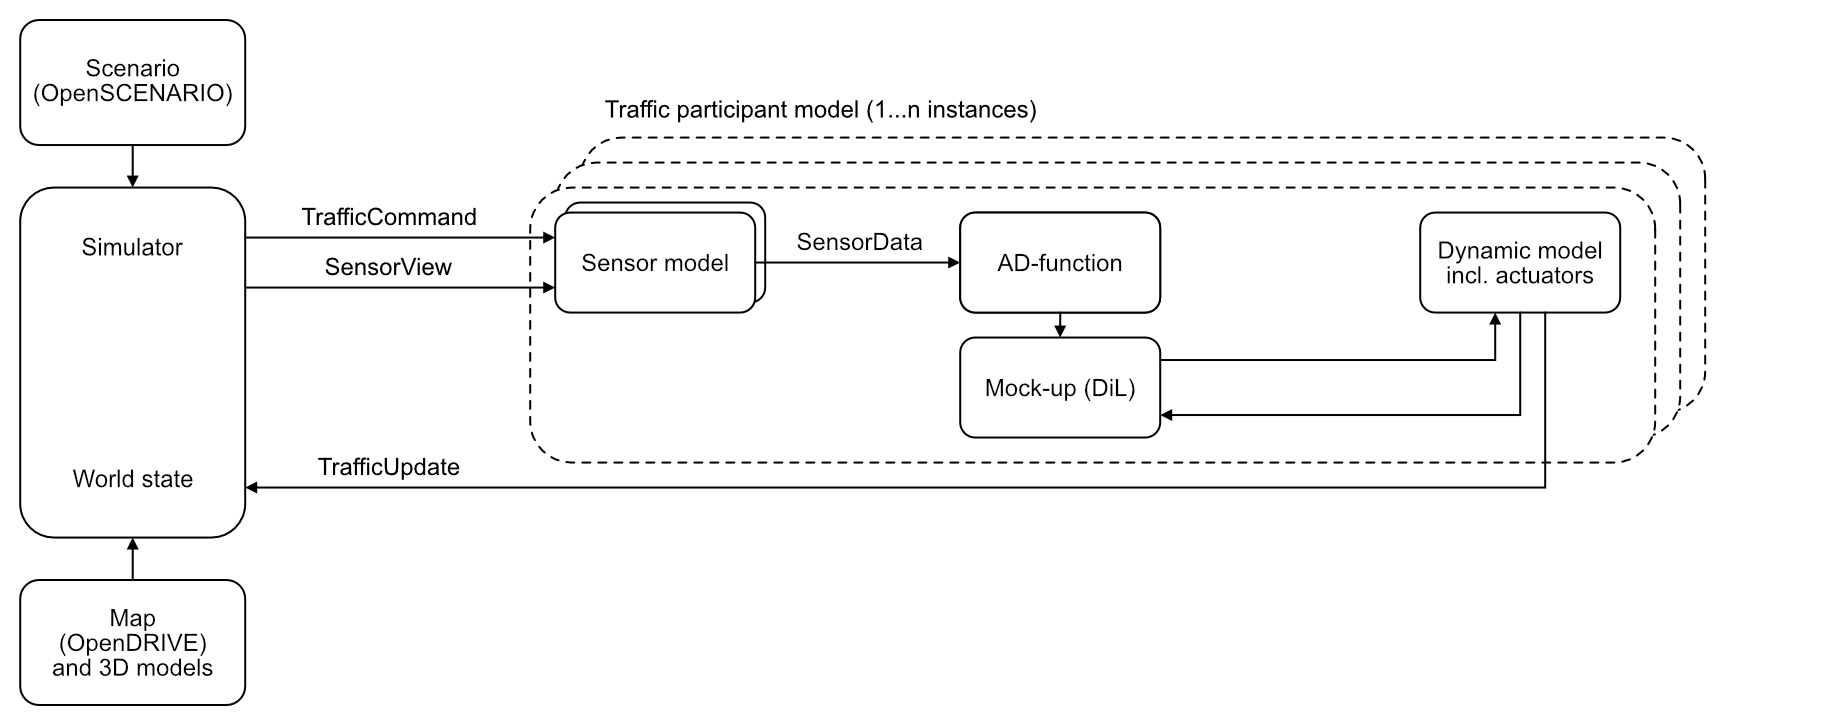 Scenario
(OpenSCENARIO)
Traffic participant model (1...n instances)
Simulator
TrafficCommand
SensorView
Sensor model
SensorData
AD-function
Dynamic model
incl. actuators
Mock-up (DiL)
TrafficUpdate
World state
Map
(OpenDRIVE)
and 3D models